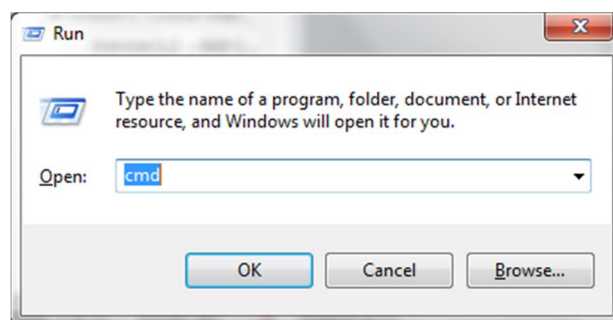 Run
Type the name of a program, folder, document, or Internet
resource, and Windows will open it for you.
Open:
cmd
OK
Cancel
Browse...